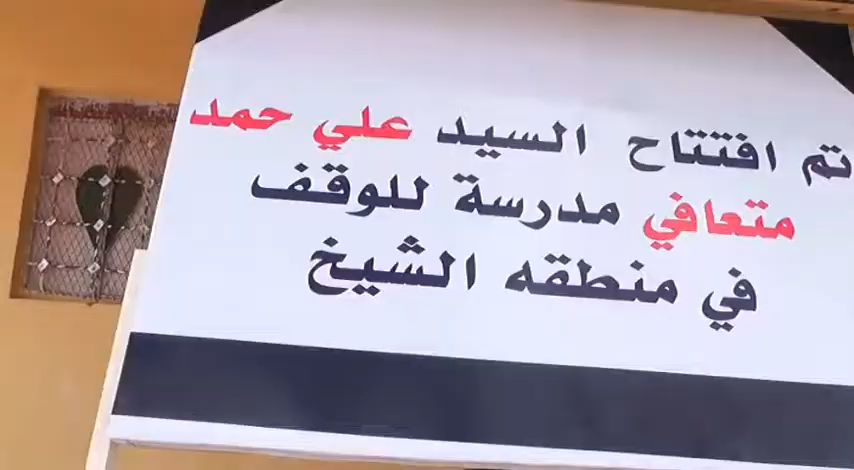 تم افتتاح السيد علي حمد
متعافي مدرسة للوقف
في منطقه الشيخ